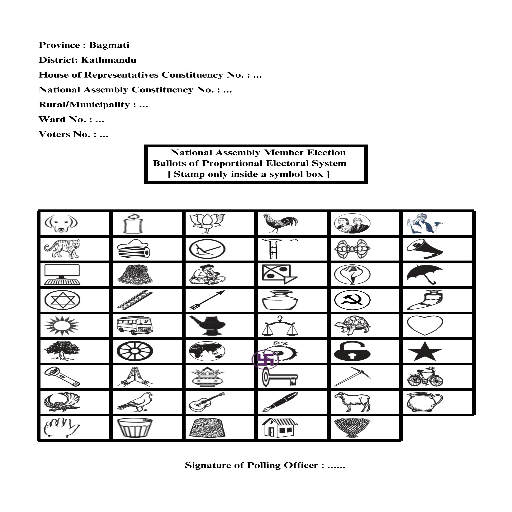 Province : Bagmati
District: Kathmandu
House of Representatives Constituency No. : ...
National Assembly Constituency No. : ...
Rural/Municipality : ...
Ward No. : ...
Voters No. : ...
National Assembly Member Election
Ballots of Proportional Electoral System
[ Stamp only inside a symbol box ]
Signature of Polling Officer : ......